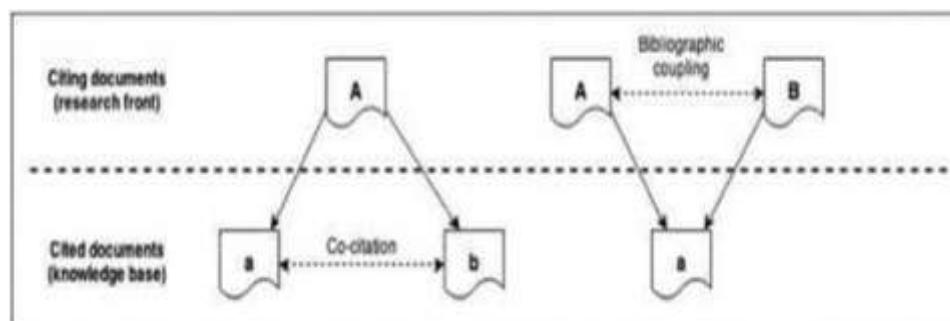 Citing documents
(research front)
A
A
Bibliographic
coupling
B
Cited documents
(knowledge base)
a
Co-citation
b
a